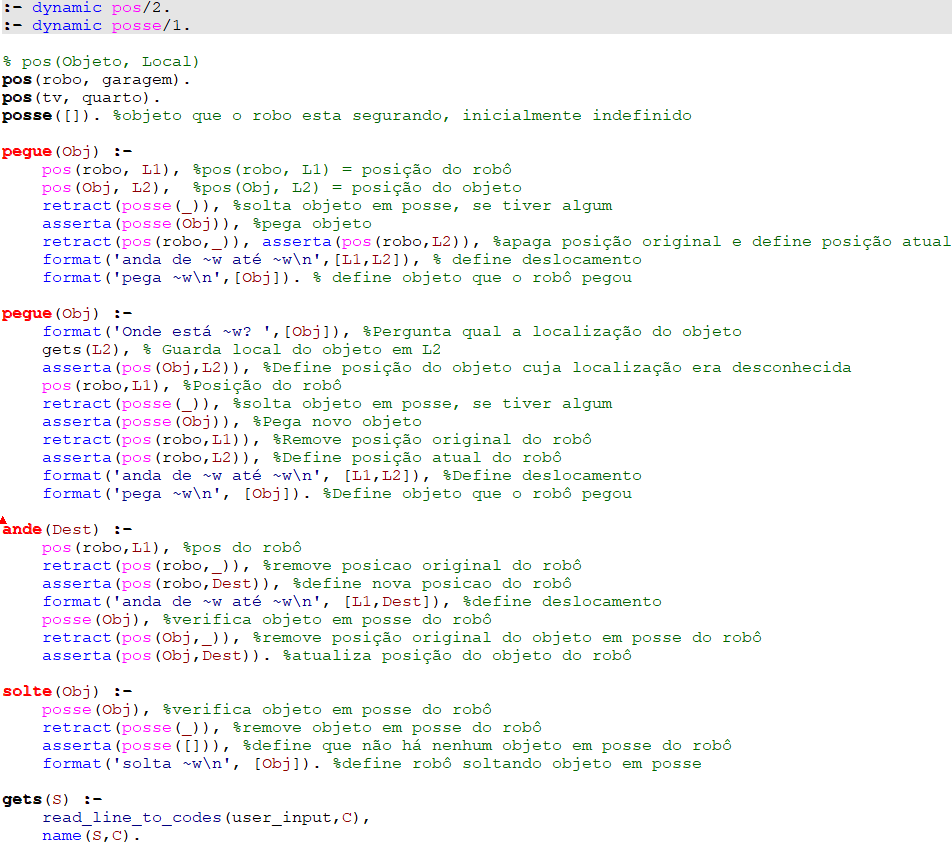 :- dynamic pos/2.
:- dynamic posse/1.

% pos(Objeto, Local)
pos(robo, garagem).
pos(tv, quarto).
posse([]). %objeto que o robo esta segurando, inicialmente indefinido

pegue(Obj) :-
    pos(robo, L1), %pos(robo, L1) = posição do robô
    pos(Obj, L2),  %pos(Obj, L2) = posição do objeto
    retract(posse(_)), %solta objeto em posse, se tiver algum
    asserta(posse(Obj)), %pega objeto
    retract(pos(robo,_)), asserta(pos(robo,L2)), %apaga posição original e define posição atual
    format('anda de ~w até ~w\n',[L1,L2]), % define deslocamento
    format('pega ~w\n',[Obj]). % define objeto que o robô pegou

pegue(Obj) :-
    format('Onde está ~w? ',[Obj]), %Pergunta qual a localização do objeto
    gets(L2), % Guarda local do objeto em L2
    asserta(pos(Obj,L2)), %Define posição do objeto cuja localização era desconhecida
    pos(robo,L1), %Posição do robô
    retract(posse(_)), %solta objeto em posse, se tiver algum
    asserta(posse(Obj)), %Pega novo objeto
    retract(pos(robo,L1)), %Remove posição original do robô
    asserta(pos(robo,L2)), %Define posição atual do robô
    format('anda de ~w até ~w\n', [L1,L2]), %Define deslocamento
    format('pega ~w\n', [Obj]). %Define objeto que o robô pegou

ande(Dest) :-
    pos(robo,L1), %pos do robô
    retract(pos(robo,_)), %remove posicao original do robô
    asserta(pos(robo,Dest)), %define nova posicao do robô
    format('anda de ~w até ~w\n', [L1,Dest]), %define deslocamento
    posse(Obj), %verifica objeto em posse do robô
    retract(pos(Obj,_)), %remove posição original do objeto em posse do robô
    asserta(pos(Obj,Dest)). %atualiza posição do objeto do robô

solte(Obj) :-
    posse(Obj), %verifica objeto em posse do robô
    retract(posse(_)), %remove objeto em posse do robô
    asserta(posse([])), %define que não há nenhum objeto em posse do robô
    format('solta ~w\n', [Obj]). %define robô soltando objeto em posse

gets(S) :-
    read_line_to_codes(user_input,C),
    name(S,C).